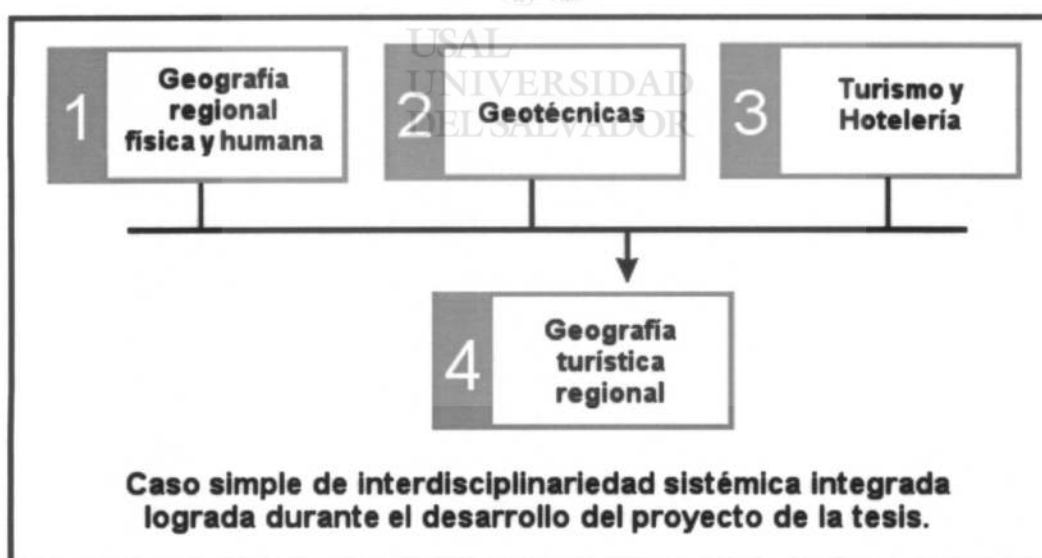 USAL
UNIVERSIDAD
DEL SALVADOR
1
Geografía
regional
física y humana
2
Geotécnicas
3
Turismo y
Hotelería
4
Geografía
turística
regional
Caso simple de interdisciplinariedad sistémica integrada
lograda durante el desarrollo del proyecto de la tesis.